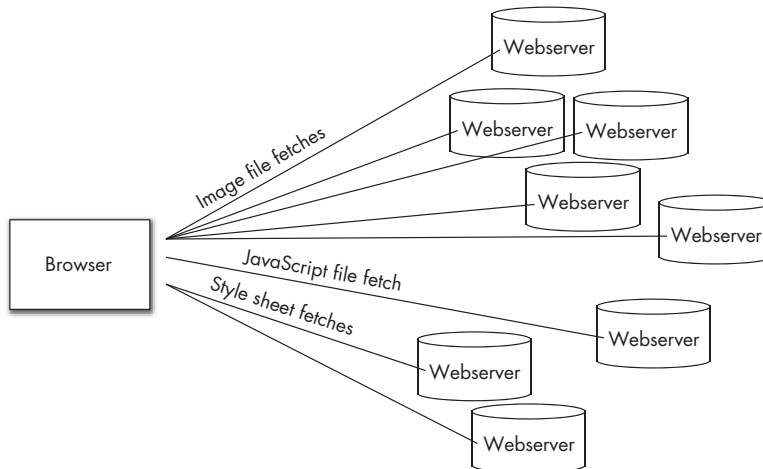 Webserver
Webserver
Webserver
Image file fetches
Webserver
Webserver
Browser
JavaScript file fetch
Style sheet fetches
Webserver
Webserver
Webserver